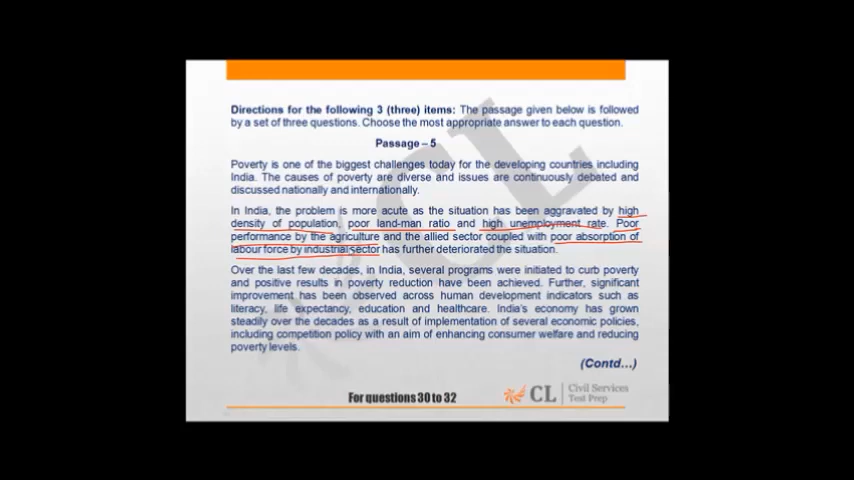 Directions for the following 3 (three) items: The passage given below is followed
by a set of three questions. Choose the most appropriate answer to each question.
Passage – 5
Poverty is one of the biggest challenges today for the developing countries including
India. The causes of poverty are diverse and issues are continuously debated and
discussed nationally and internationally.
In India, the problem is more acute as the situation has been aggravated by high
density of population, poor land-man ratio and high unemployment rate. Poor
performance by the agriculture and the allied sector coupled with poor absorption of
labour force by industrial sector has further deteriorated the situation.
Over the last few decades, in India, several programs were initiated to curb poverty
and positive results in poverty reduction have been achieved. Further, significant
improvement has been observed across human development indicators such as
literacy, life expectancy, education and healthcare. India's economy has grown
steadily over the decades as a result of implementation of several economic policies,
including competition policy with an aim of enhancing consumer welfare and reducing
poverty levels.
(Contd...)
For questions 30 to 32
CL Civil Services
Test Prep
CL